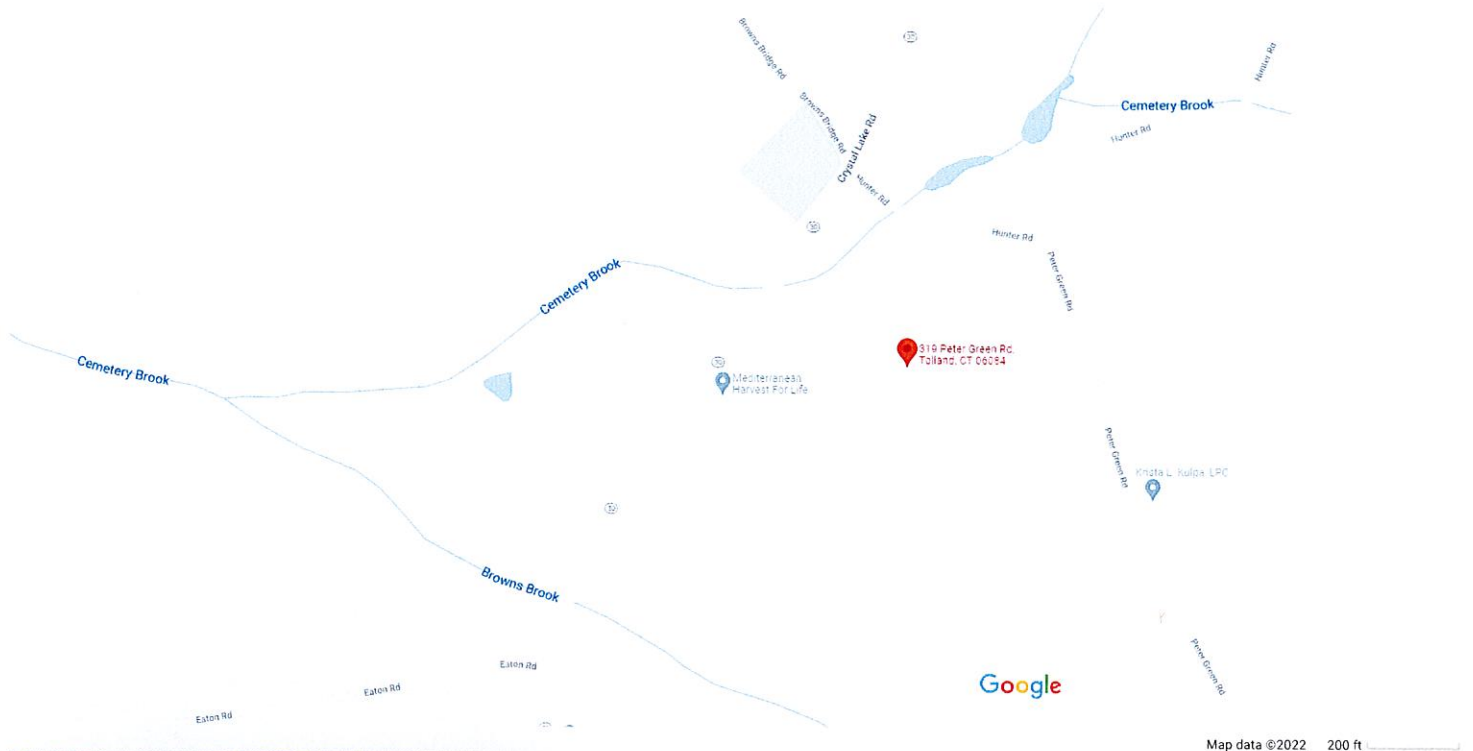 Browns Bridge Rd
Browns Bridge Rd
Crystal Lake Rd
Hunter Rd
Hunter Rd
Cemetery Brook
Hunter Rd
Hunter Rd
Peter Green Rd
Cemetery Brook
Cemetery Brook
319 Peter Green Rd,
Tolland, CT 06084
Mediterranean
Harvest For Life
Peter Green Rd
Krista L. Kulpa, LPC
Browns Brook
Peter Green Rd
Eaton Rd
Eaton Rd
Eaton Rd
Google
Map data ©2022 200 ft